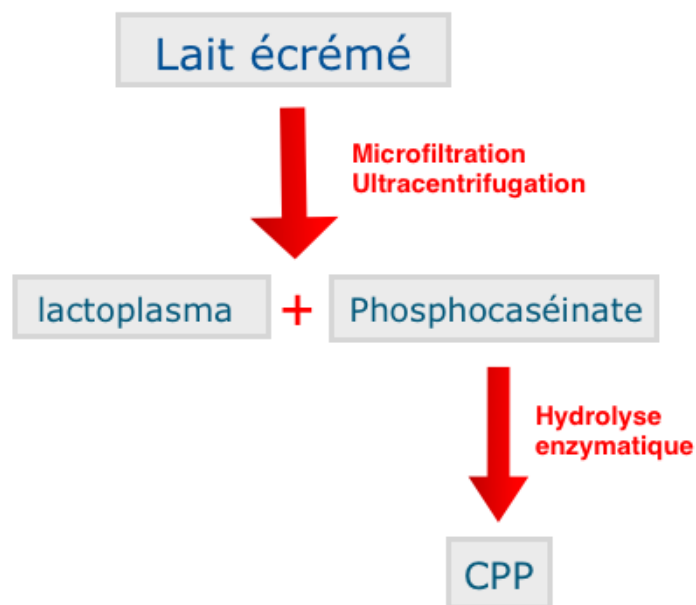 Lait écrémé
Microfiltration
Ultracentrifugation
lactoplasma + Phosphocaséinate
Hydrolyse
enzymatique
CPP